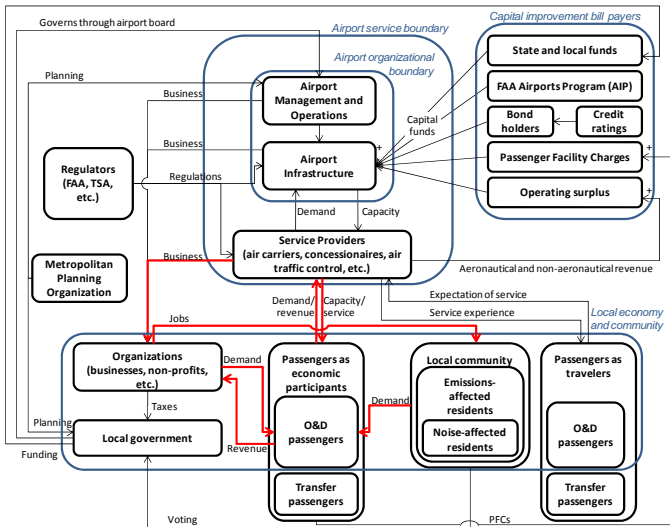 Governs through airport board
Airport service boundary
Capital improvement bill payers
Airport organizational
boundary
Planning
Business
Airport
Management and
Operations
State and local funds
FAA Airports Program (AIP)
Capital
funds
Bond
holders
Credit
ratings
Business
Airport
Infrastructure
+
Passenger Facility Charges
+
Regulators
(FAA, TSA,
etc.)
Regulations
Operating surplus
+
Demand
Capacity
Service Providers
(air carriers, concessionaires, air
traffic control, etc.)
Business
Aeronautical and non-aeronautical revenue
Metropolitan
Planning
Organization
Demand/
revenue
Capacity/
service
Expectation of service
Service experience
Local economy
and community
Jobs
Organizations
(businesses, non-profits,
etc.)
Demand
Passengers as
economic
participants
Local community
Emissions-
affected
residents
Passengers as
travelers
Demand
Taxes
O&D
passengers
Noise-affected
residents
O&D
passengers
Planning
Local government
Revenue
Funding
Transfer
passengers
Transfer
passengers
Voting
PFCs